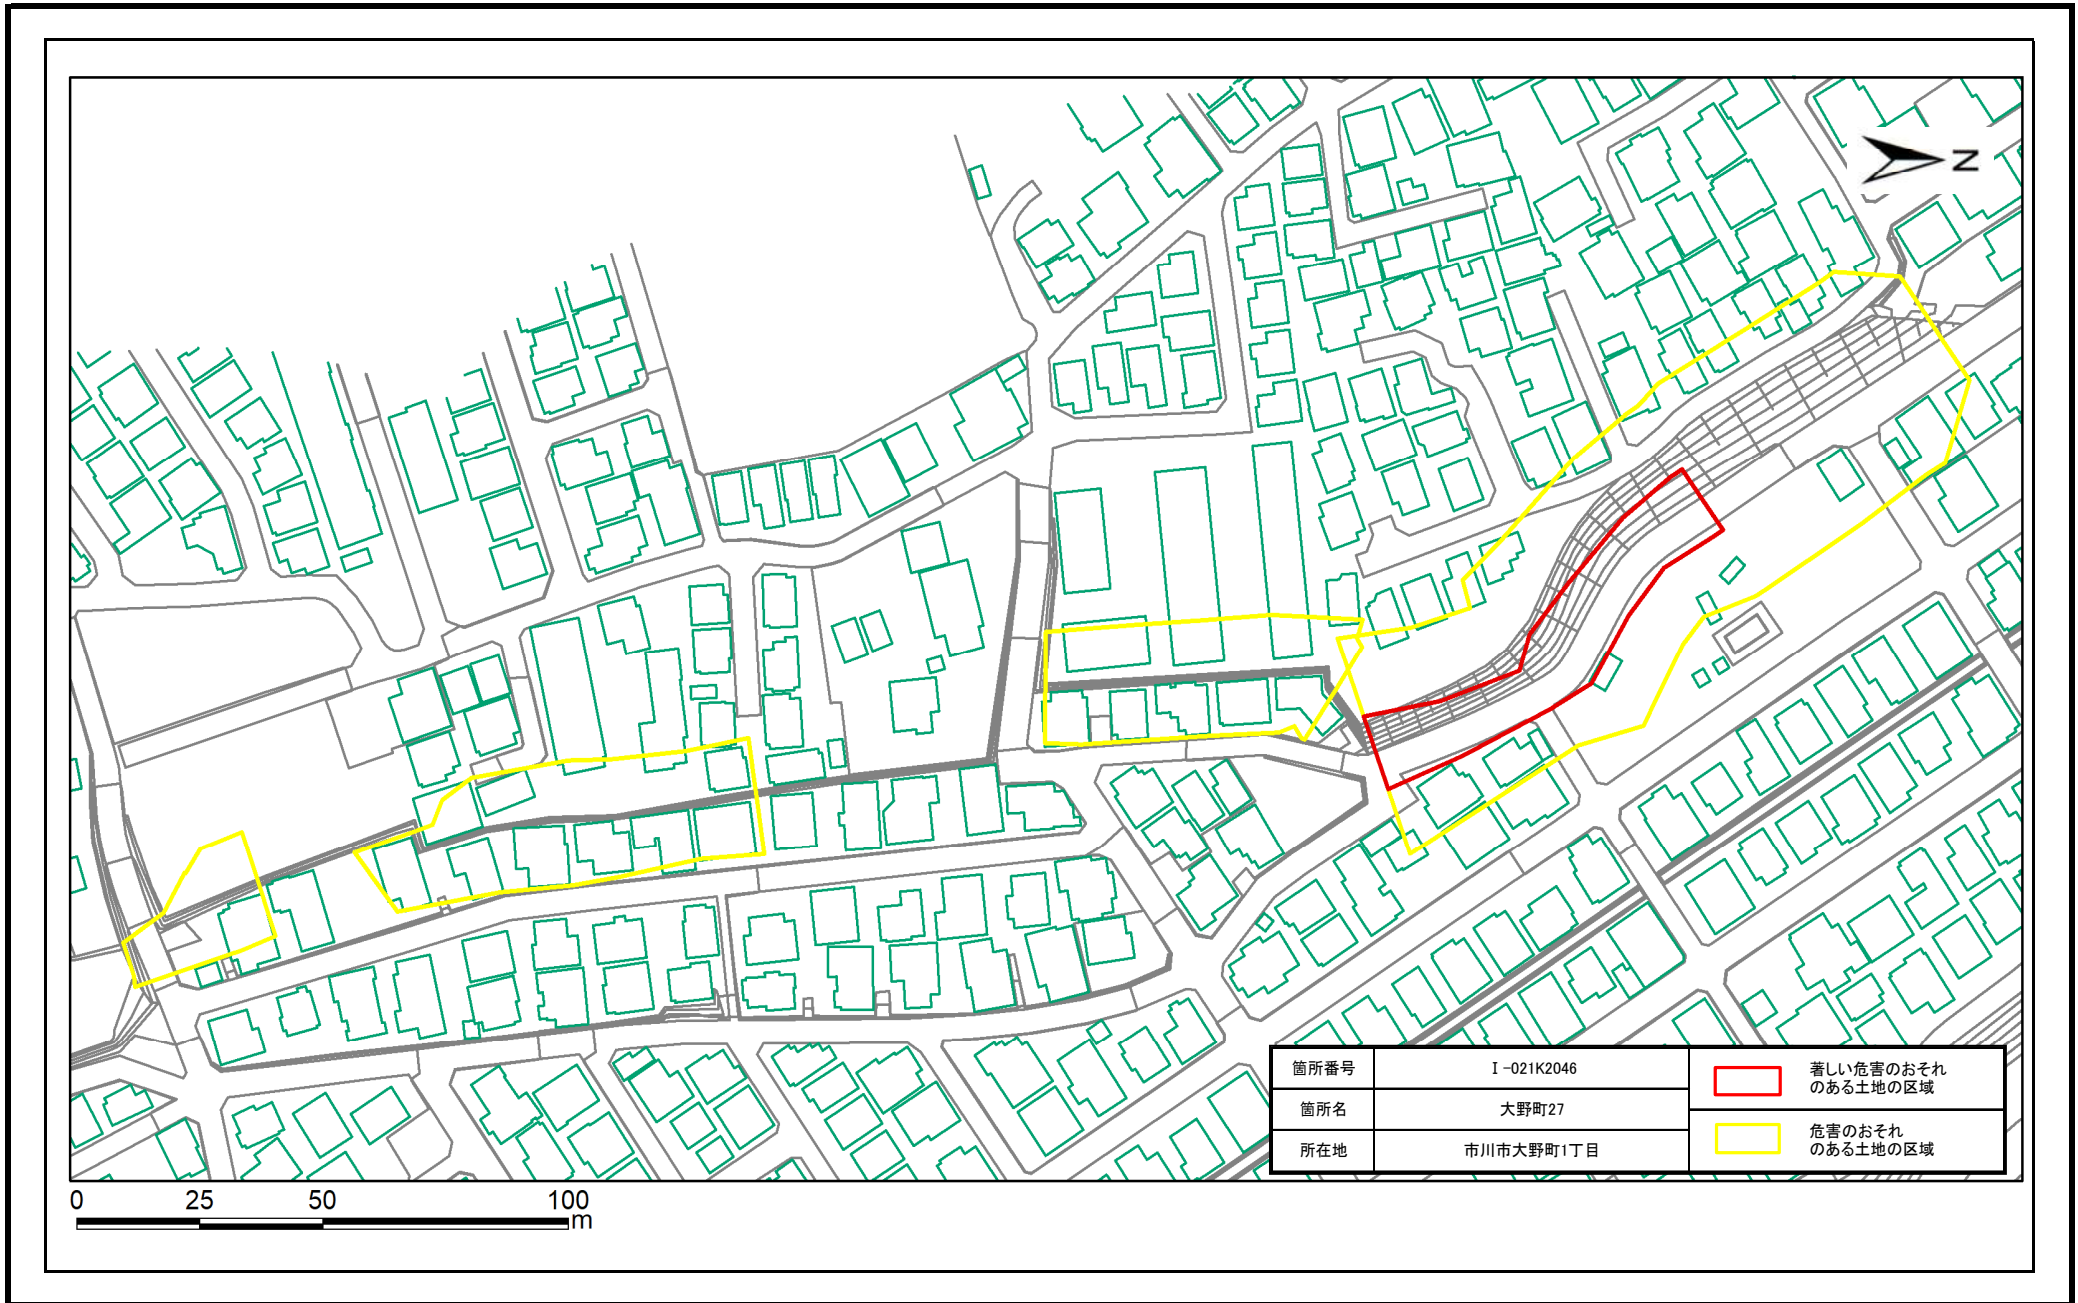 N
箇所番号
Ⅰ-021K2046
著しい危害のおそれ
のある土地の区域
箇所名
大野町27
危害のおそれ
のある土地の区域
所在地
市川市大野町1丁目
0 25 50 100
m